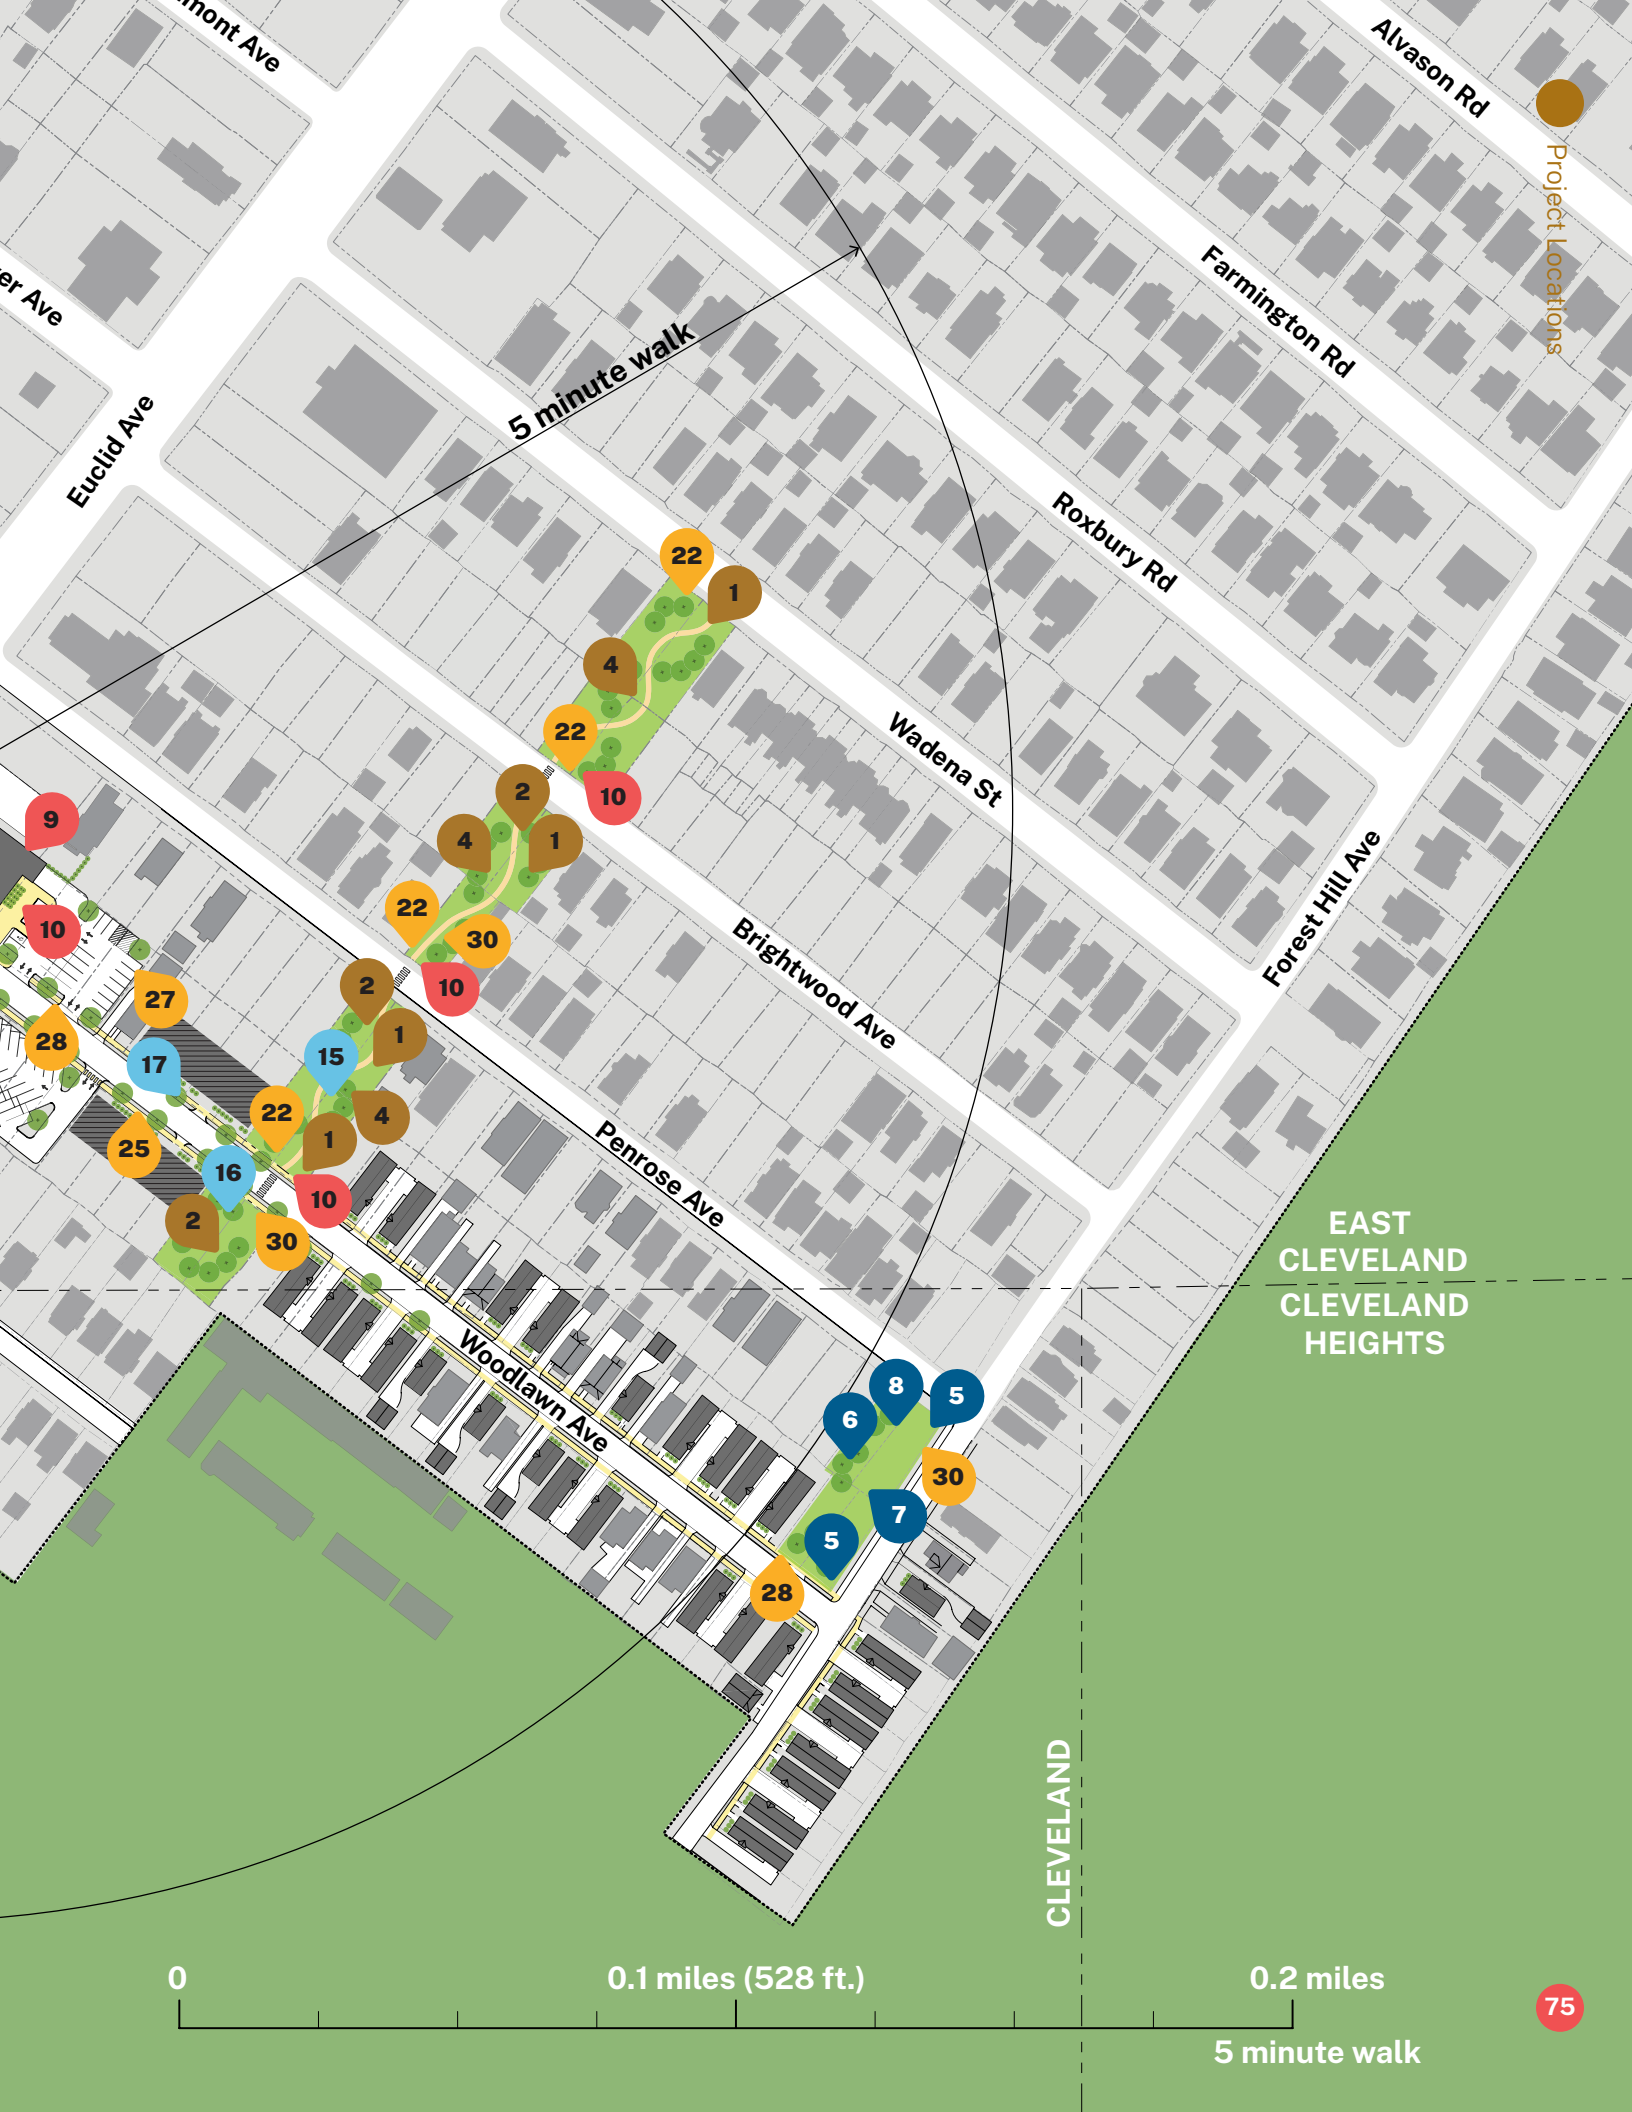 mont Ave
Alvason Rd
Project Locations
er Ave
Farmington Rd
5 minute walk
Euclid Ave
Roxbury Rd
22
1
4
22
Wadena St
10
2
9
4
1
Forest Hill Ave
22
10
30
Brightwood Ave
2
10
27
1
28
15
17
22
4
1
25
Penrose Ave
16
10
2
30
EAST
CLEVELAND
CLEVELAND
HEIGHTS
Woodlawn Ave
8
5
6
30
7
5
28
CLEVELAND
0
0.1 miles (528 ft.)
0.2 miles
75
5 minute walk